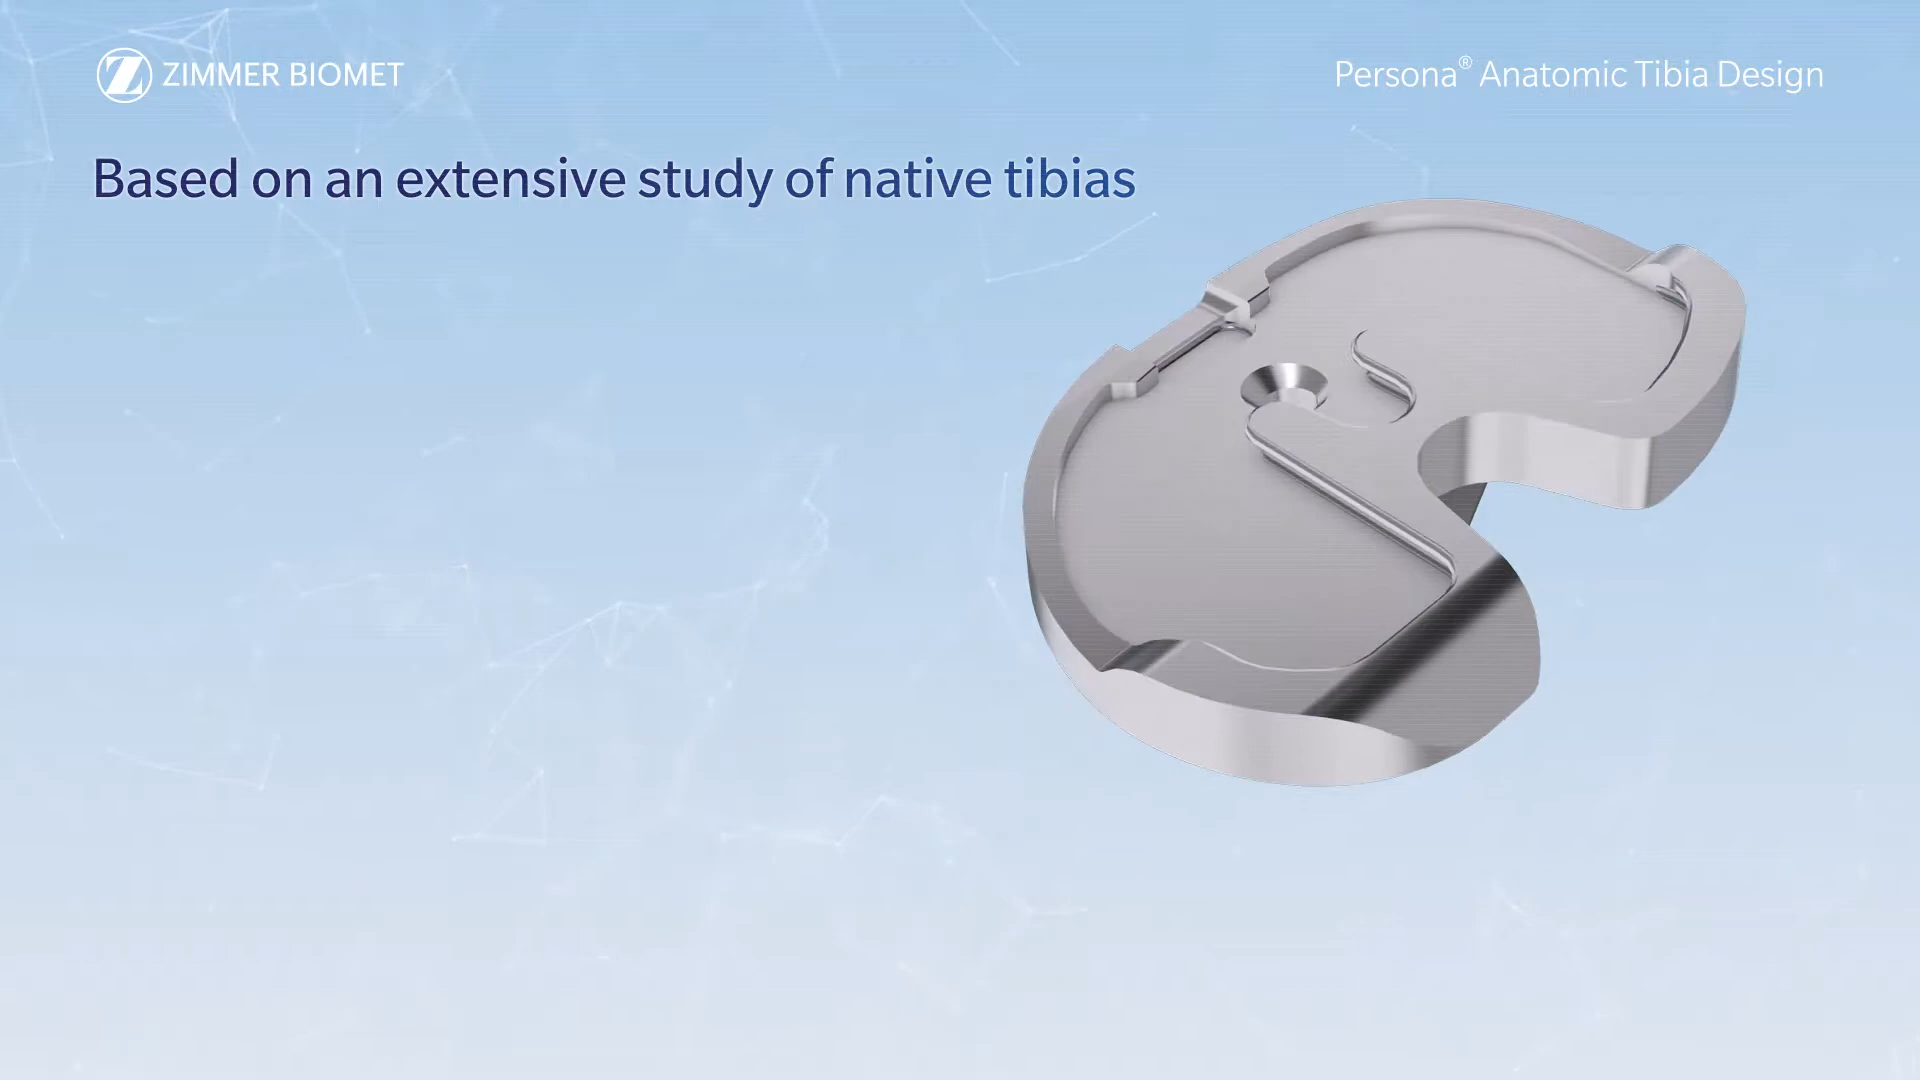 ZIMMER BIOMET
Persona® Anatomic Tibia Design
Based on an extensive study of native tibias